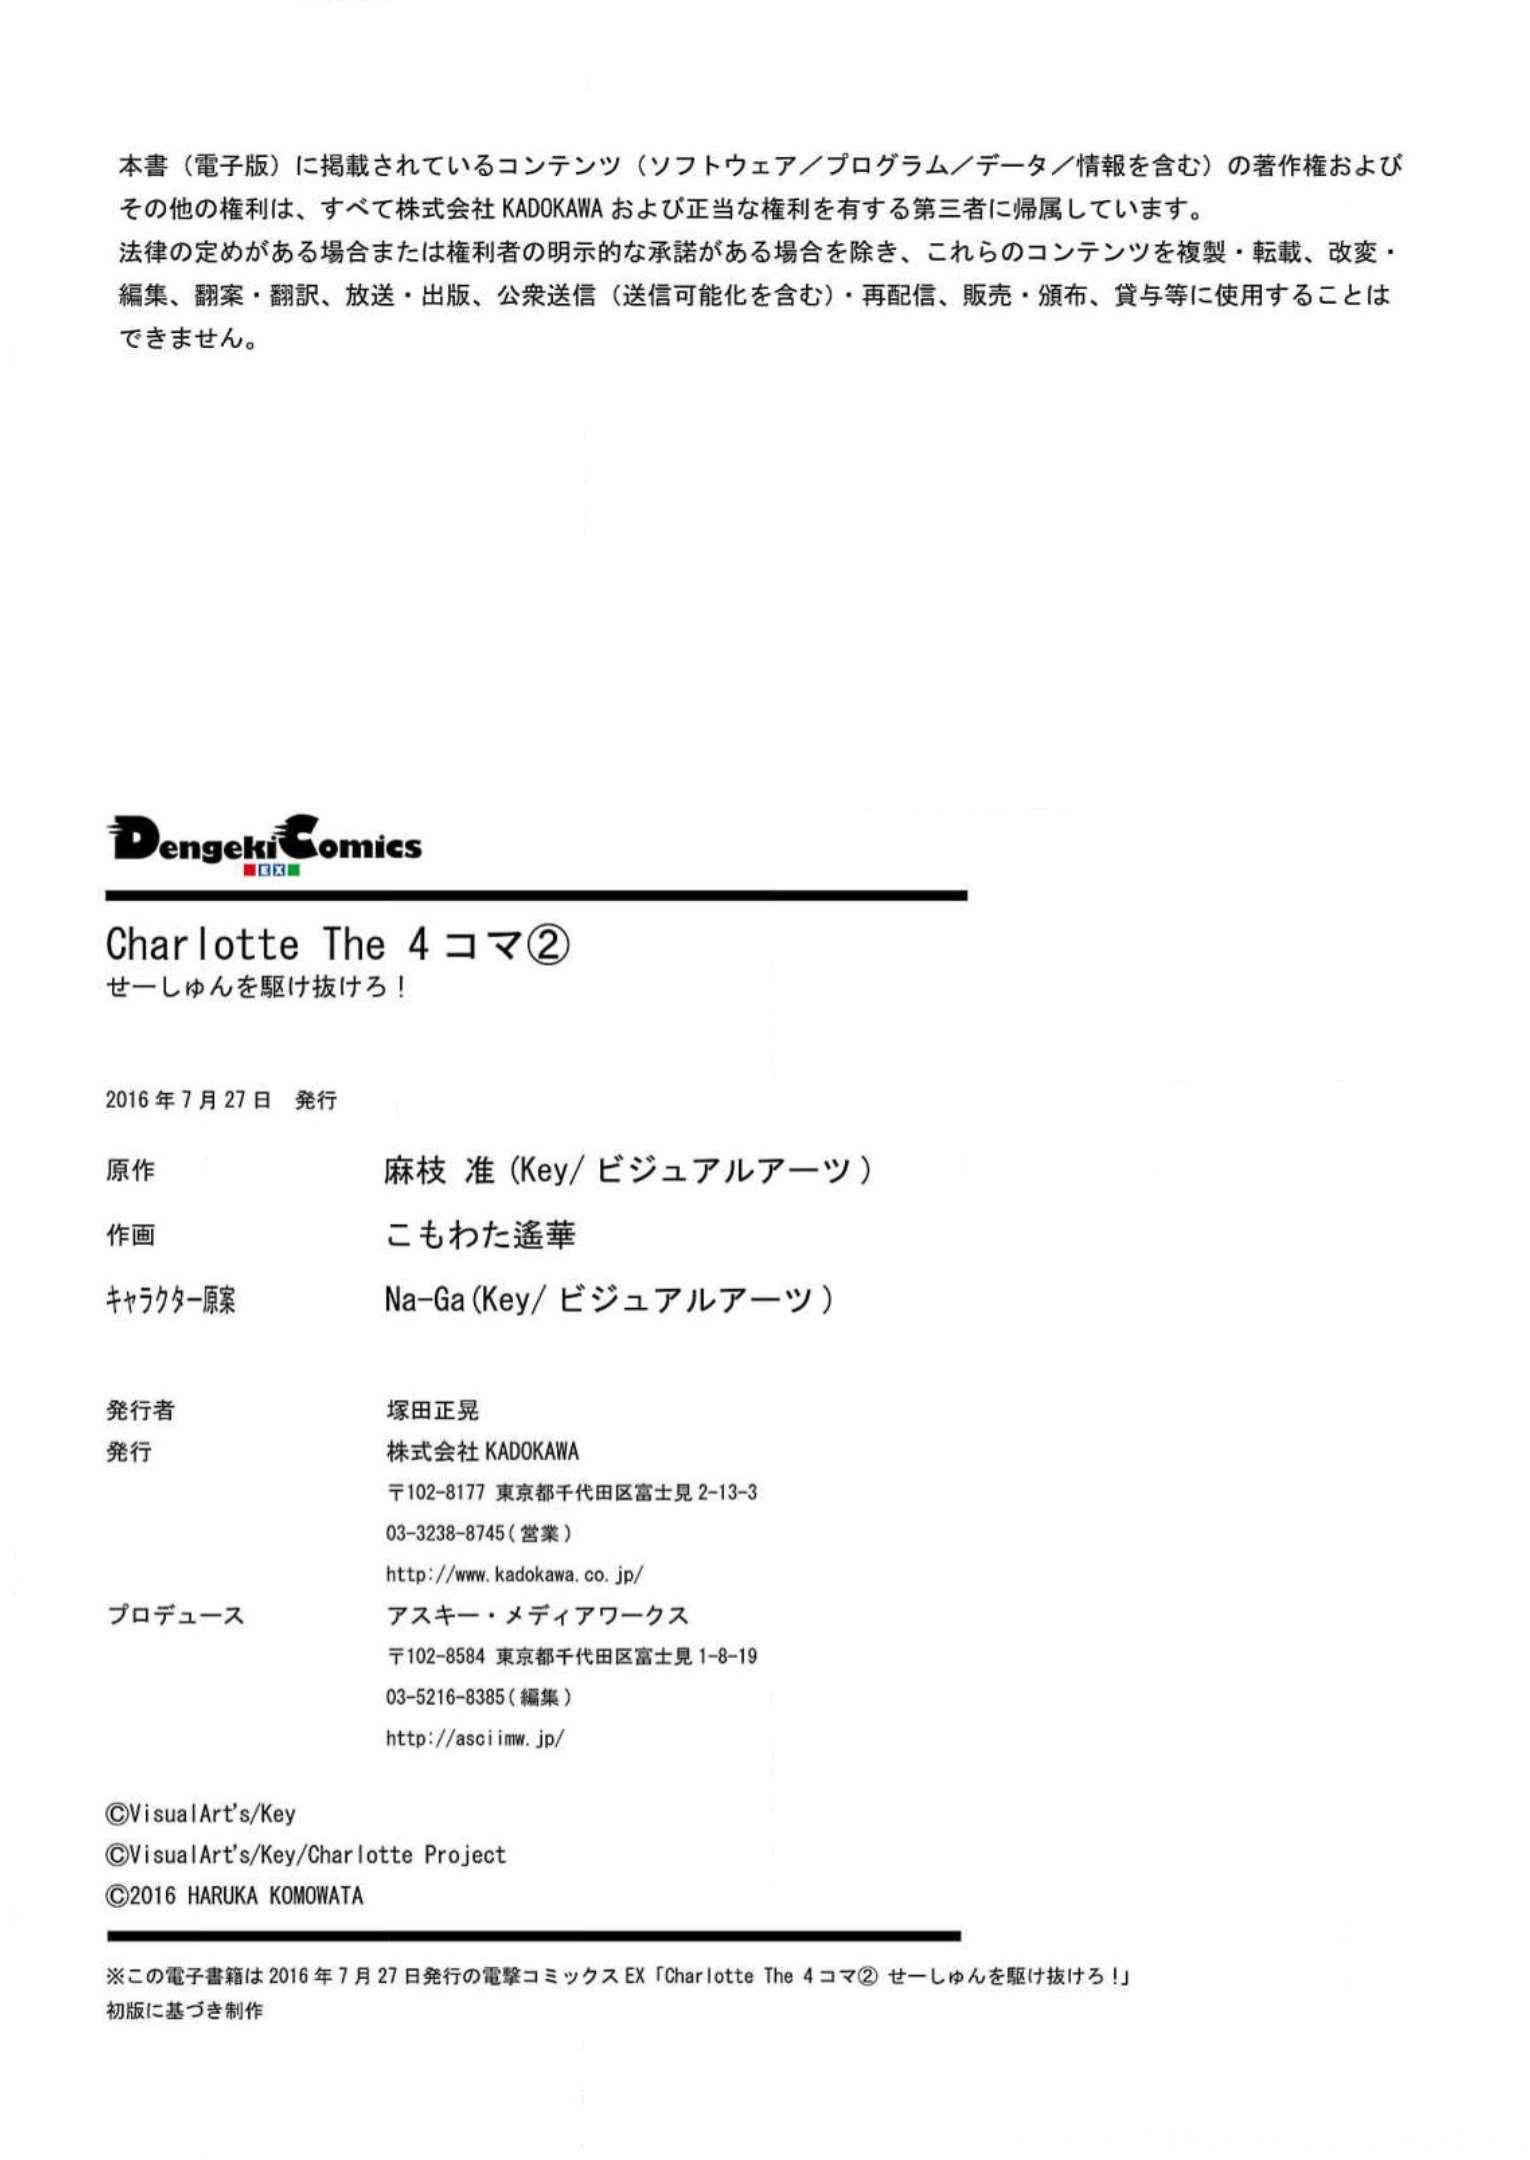 本書（電子版）に掲載されているコンテンツ（ソフトウェア／プログラム／データ／情報を含む）の著作権および
その他の権利は、すべて株式会社 KADOKAWA および正当な権利を有する第三者に帰属しています。
法律の定めがある場合または権利者の明示的な承諾がある場合を除き、これらのコンテンツを複製・転載、改変・
編集、翻案・翻訳、放送・出版、公衆送信（送信可能化を含む）・再配信、販売・頒布、貸与等に使用することは
できません。
DengekiComics
EX
Charlotte The 4コマ②
せーしゅんを駆け抜けろ！
2016 年 7 月 27 日　発行
原作 麻枝 准 (Key/ ビジュアルアーツ )
作画 こもわた遙華
キャラクター原案 Na-Ga(Key/ ビジュアルアーツ )
発行者 塚田正晃
発行 株式会社 KADOKAWA
〒102-8177 東京都千代田区富士見 2-13-3
03-3238-8745( 営業 )
http://www.kadokawa.co.jp/
プロデュース アスキー・メディアワークス
〒102-8584 東京都千代田区富士見 1-8-19
03-5216-8385( 編集 )
http://asciimw.jp/
©VisualArt's/Key
©VisualArt's/Key/Charlotte Project
©2016 HARUKA KOMOWATA
※この電子書籍は 2016 年 7 月 27 日発行の電撃コミックス EX「Charlotte The 4コマ② せーしゅんを駆け抜けろ！」
初版に基づき制作